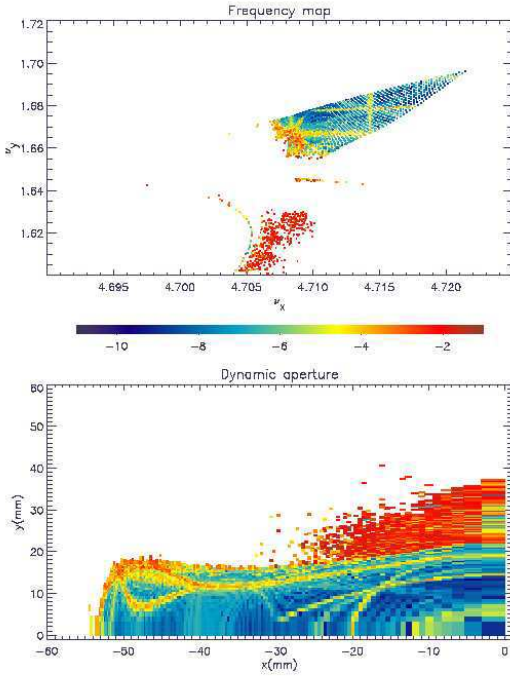 Frequency map
1.72
1.70
1.68
1.66
1.64
1.62
νy
4.695 4.700 4.705 4.710 4.715 4.720
νx
−10 −8 −6 −4 −2
Dynamic aperture
60
50
40
30
20
10
0
y(mm)
−60 −50 −40 −30 −20 −10 0
x(mm)